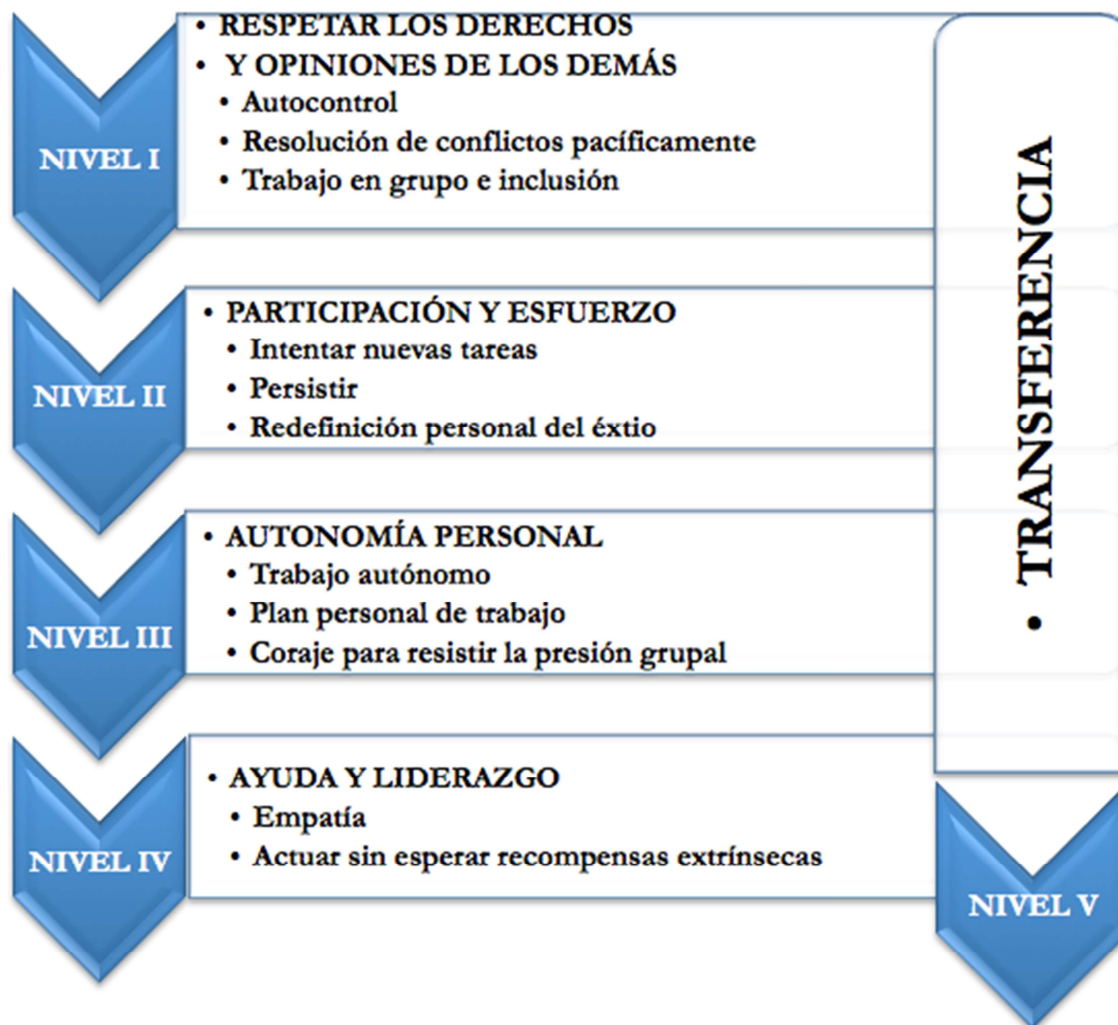 • RESPETAR LOS DERECHOS
• Y OPINIONES DE LOS DEMÁS
• Autocontrol
• Resolución de conflictos pacíficamente
• Trabajo en grupo e inclusión
NIVEL I
• PARTICIPACIÓN Y ESFUERZO
• Intentar nuevas tareas
• Persistir
• Redefinición personal del éxtio
NIVEL II
• AUTONOMÍA PERSONAL
• Trabajo autónomo
• Plan personal de trabajo
• Coraje para resistir la presión grupal
NIVEL III
• AYUDA Y LIDERAZGO
• Empatía
• Actuar sin esperar recompensas extrínsecas
NIVEL IV
• TRANSFERENCIA
NIVEL V